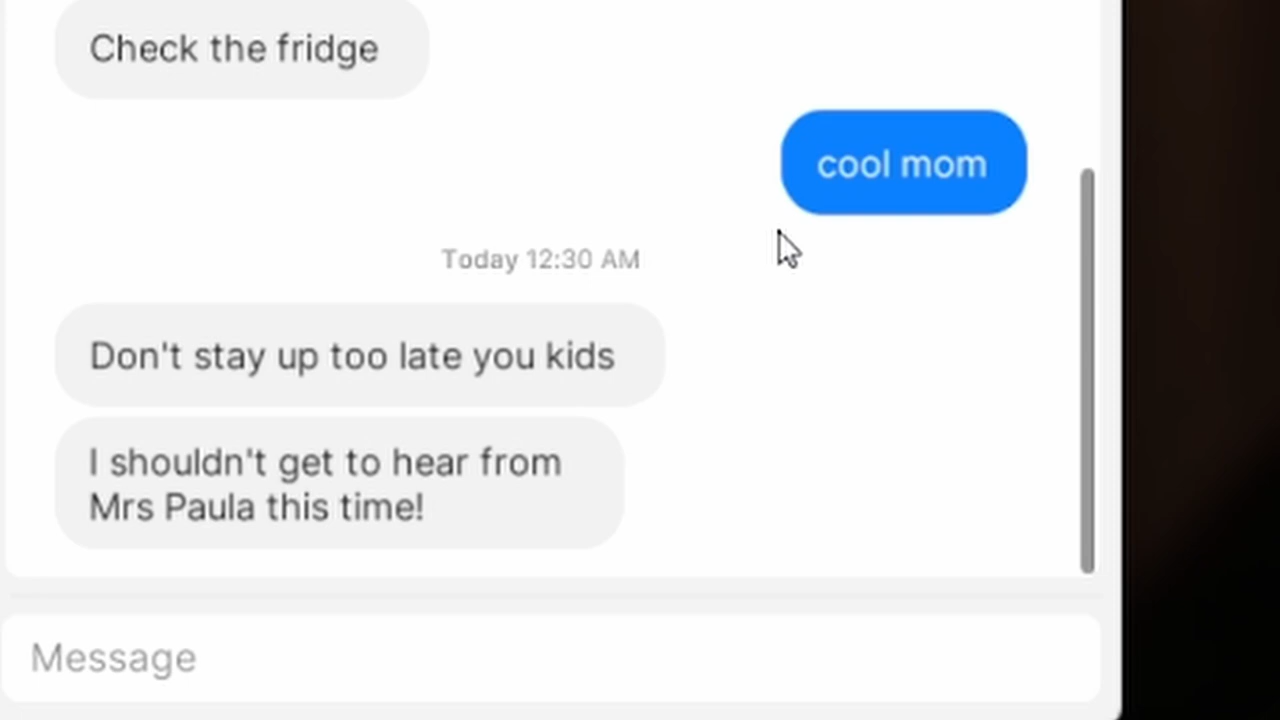 Check the fridge
cool mom
Today 12:30 AM
Don't stay up too late you kids
I shouldn't get to hear from
Mrs Paula this time!
Message